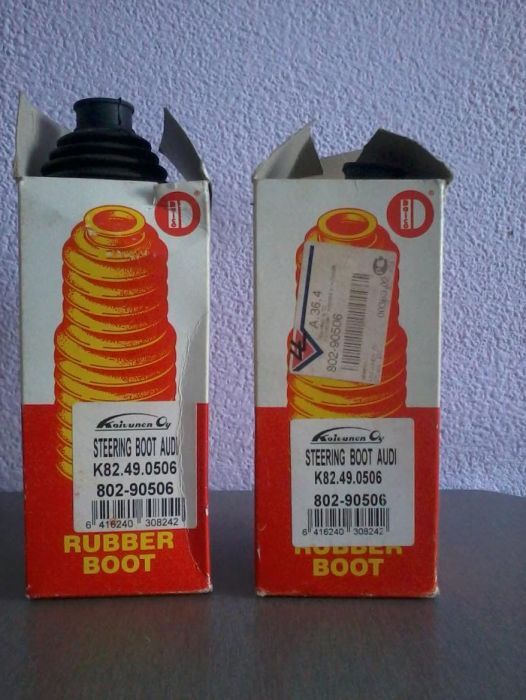 Koivunen Oy
STEERING BOOT AUDI
K82.49.0506
802-90506
6 416240 308242
RUBBER
BOOT
A 36.4
802-90506
Koivunen Oy
STEERING BOOT AUDI
K82.49.0506
802-90506
6 416240 308242
RUBBER
BOOT